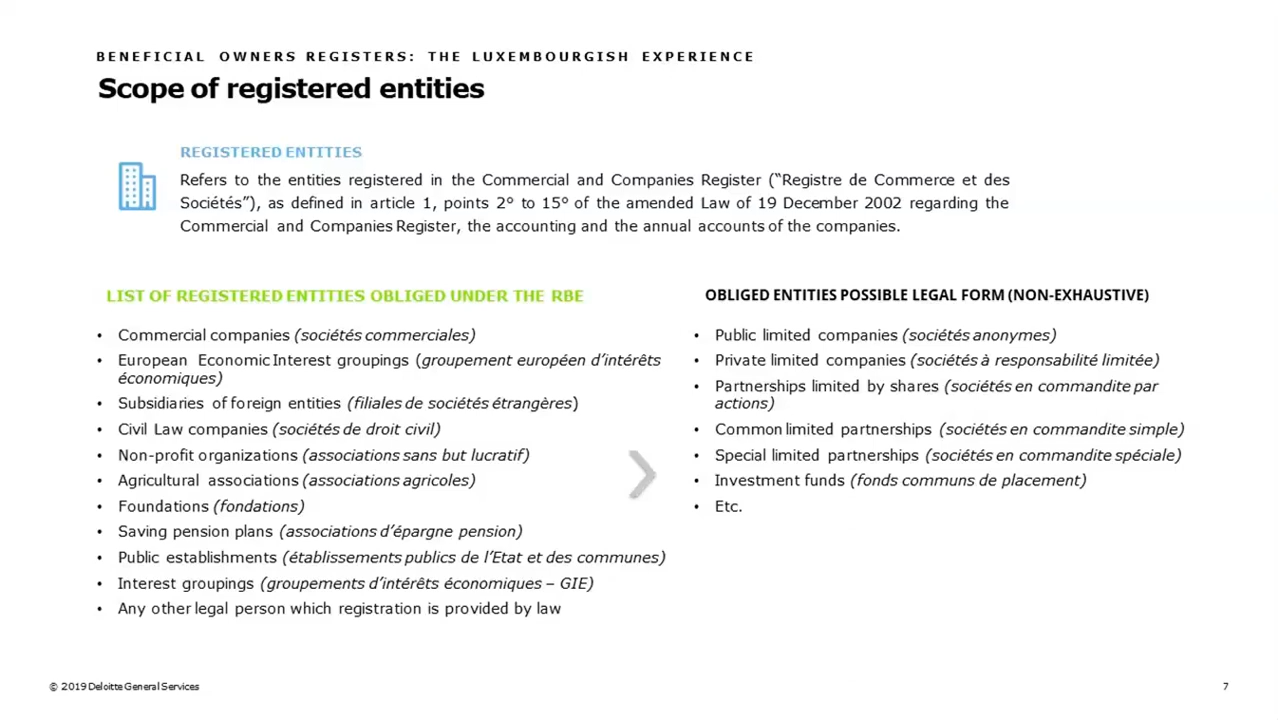 BENEFICIAL OWNERS REGISTERS: THE LUXEMBOURGISH EXPERIENCE
Scope of registered entities
REGISTERED ENTITIES
Refers to the entities registered in the Commercial and Companies Register (“Registre de Commerce et des
Sociétés”), as defined in article 1, points 2° to 15° of the amended Law of 19 December 2002 regarding the
Commercial and Companies Register, the accounting and the annual accounts of the companies.
LIST OF REGISTERED ENTITIES OBLIGED UNDER THE RBE
• Commercial companies (sociétés commerciales)
• European Economic Interest groupings (groupement européen d’intérêts
économiques)
• Subsidiaries of foreign entities (filiales de sociétés étrangères)
• Civil Law companies (sociétés de droit civil)
• Non-profit organizations (associations sans but lucratif)
• Agricultural associations (associations agricoles)
• Foundations (fondations)
• Saving pension plans (associations d’épargne pension)
• Public establishments (établissements publics de l’Etat et des communes)
• Interest groupings (groupements d’intérêts économiques – GIE)
• Any other legal person which registration is provided by law
OBLIGED ENTITIES POSSIBLE LEGAL FORM (NON-EXHAUSTIVE)
• Public limited companies (sociétés anonymes)
• Private limited companies (sociétés à responsabilité limitée)
• Partnerships limited by shares (sociétés en commandite par
actions)
• Common limited partnerships (sociétés en commandite simple)
• Special limited partnerships (sociétés en commandite spéciale)
• Investment funds (fonds communs de placement)
• Etc.
© 2019 Deloitte General Services
7